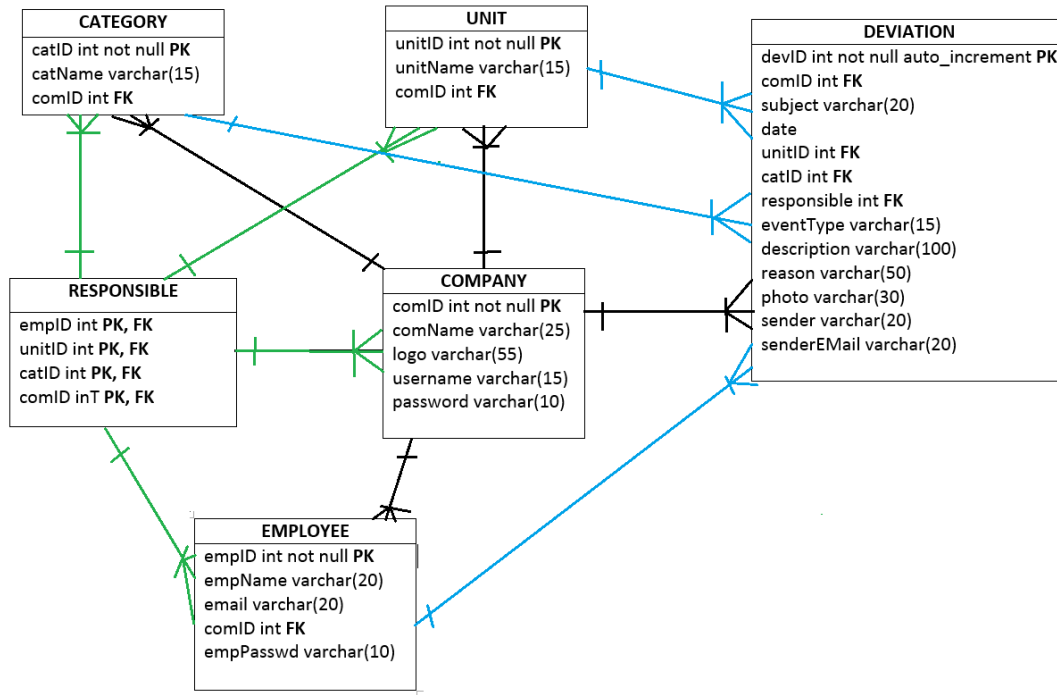 CATEGORY
catID int not null PK
catName varchar(15)
comID int FK
UNIT
unitID int not null PK
unitName varchar(15)
comID int FK
DEVIATION
devID int not null auto_increment PK
comID int FK
subject varchar(20)
date
unitID int FK
catID int FK
responsible int FK
eventType varchar(15)
description varchar(100)
reason varchar(50)
photo varchar(30)
sender varchar(20)
senderEMail varchar(20)
RESPONSIBLE
empID int PK, FK
unitID int PK, FK
catID int PK, FK
comID inT PK, FK
COMPANY
comID int not null PK
comName varchar(25)
logo varchar(55)
username varchar(15)
password varchar(10)
EMPLOYEE
empID int not null PK
empName varchar(20)
email varchar(20)
comID int FK
empPasswd varchar(10)